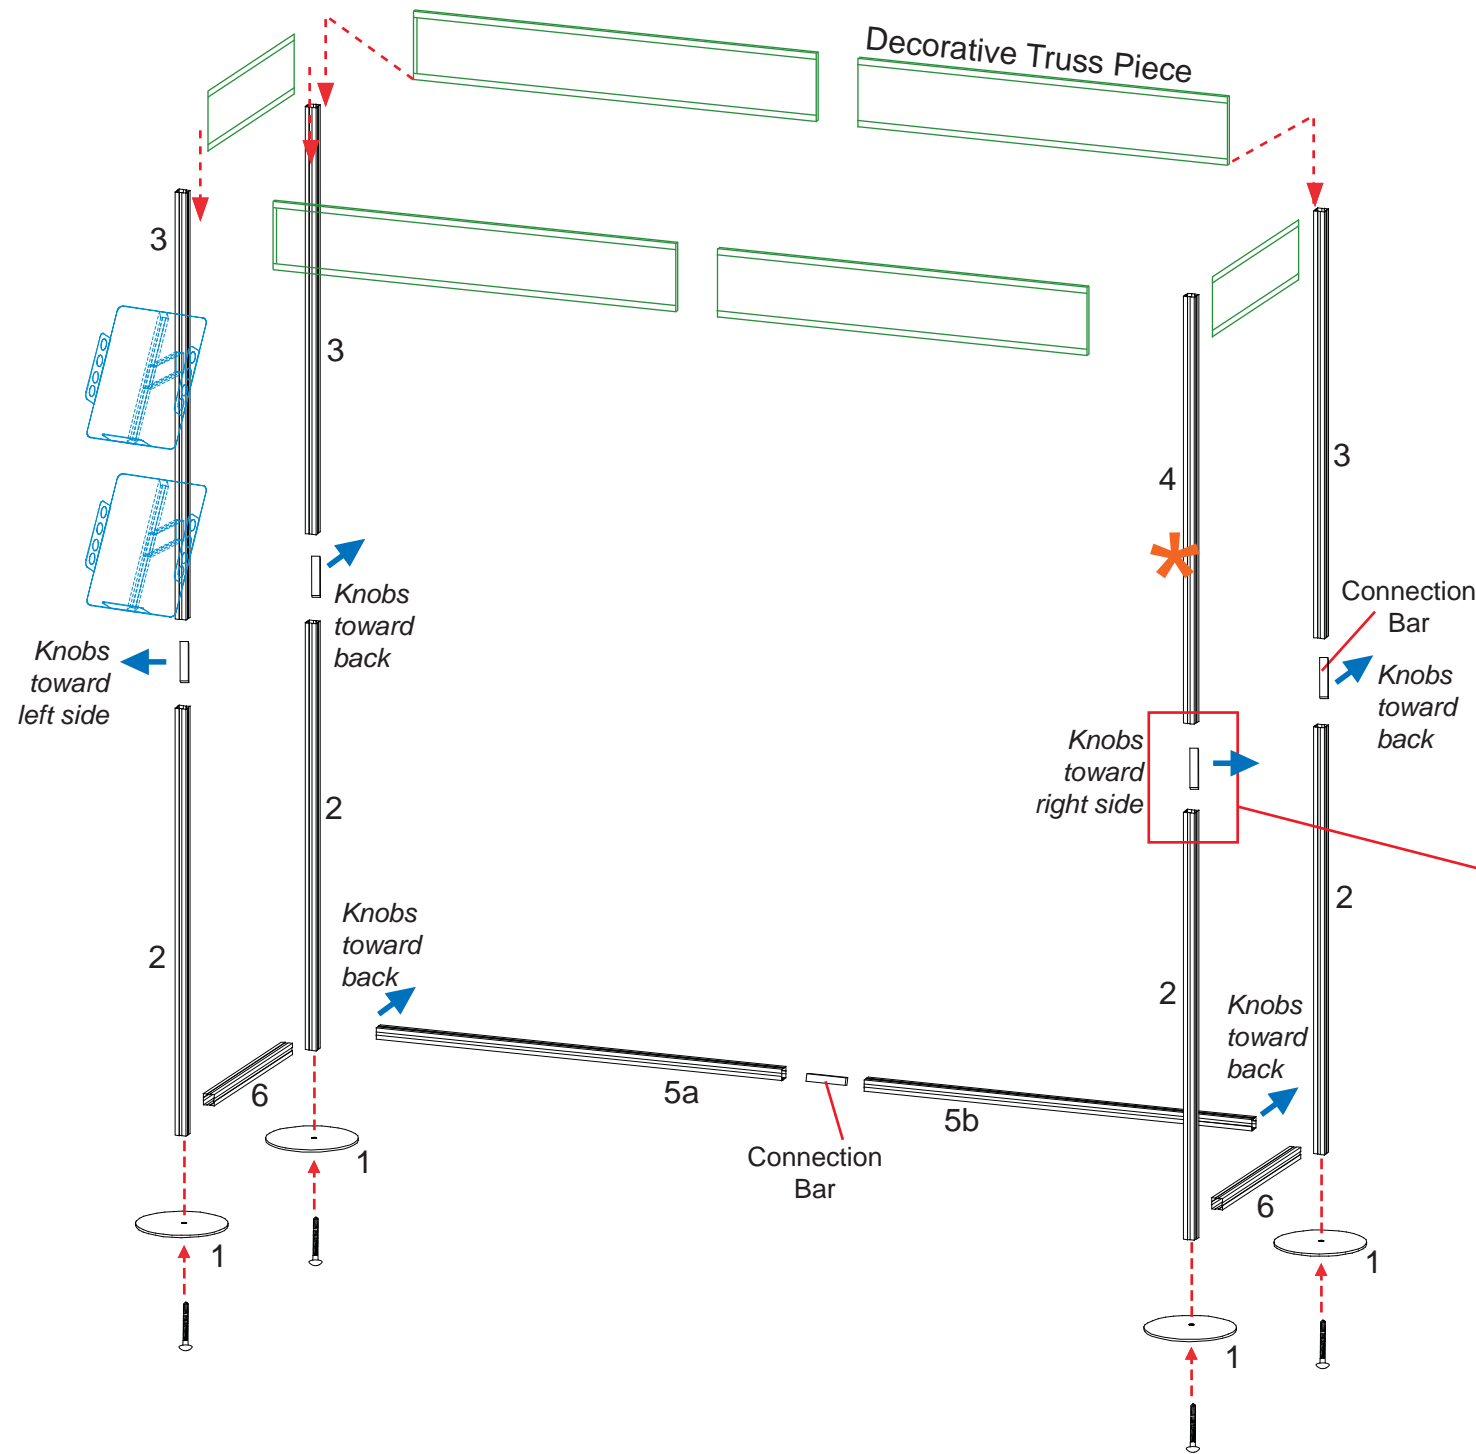 Decorative Truss Piece
3
3
4
3
Connection
Bar
Knobs
toward
back
Knobs
toward
left side
Knobs
toward
back
Knobs
toward
right side
2
2
2
2
Knobs
toward
back
Knobs
toward
back
6
5a
5b
Connection
Bar
6
1
1
1
1